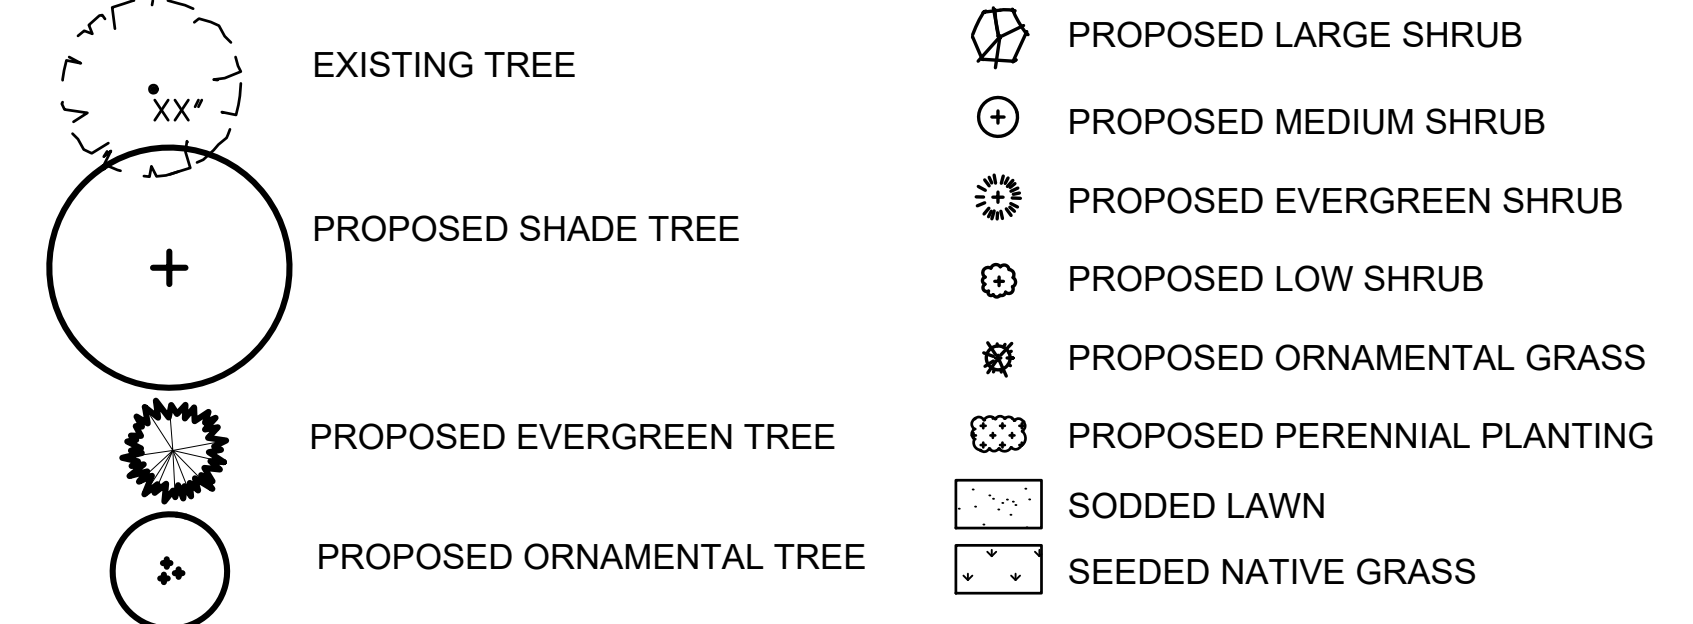 EXISTING TREE
XX"
PROPOSED SHADE TREE
PROPOSED EVERGREEN TREE
PROPOSED ORNAMENTAL TREE
PROPOSED LARGE SHRUB
PROPOSED MEDIUM SHRUB
PROPOSED EVERGREEN SHRUB
PROPOSED LOW SHRUB
PROPOSED ORNAMENTAL GRASS
PROPOSED PERENNIAL PLANTING
SODDED LAWN
SEEDED NATIVE GRASS